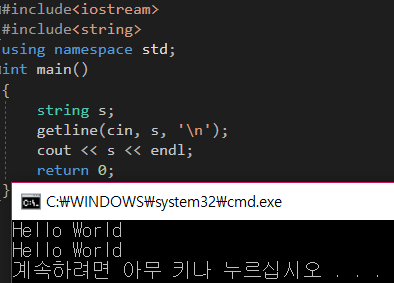 #include<iostream>
#include<string>
using namespace std;
int main()
{
    string s;
    getline(cin, s, '\n');
    cout << s << endl;
    return 0;
}
C:\WINDOWS₩system32₩cmd.exe
Hello World
Hello World
계속하려면 아무 키나 누르십시오 . . .